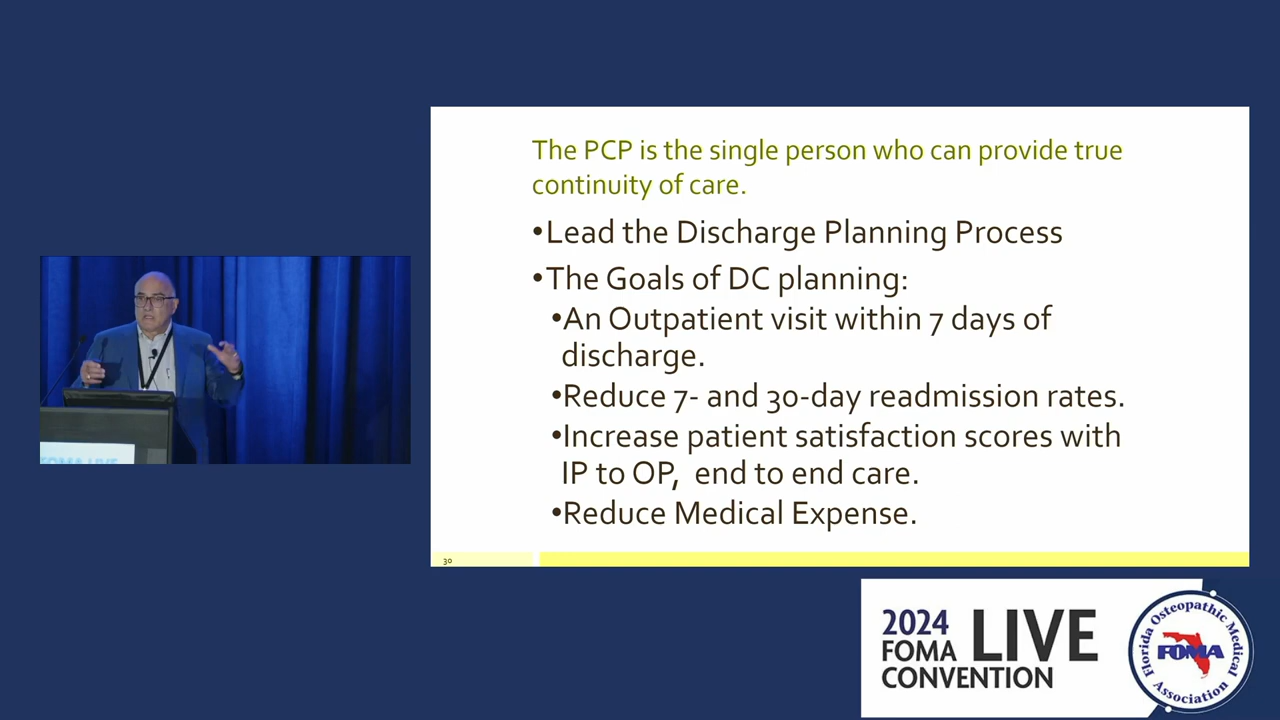 The PCP is the single person who can provide true
continuity of care.
•Lead the Discharge Planning Process
•The Goals of DC planning:
•An Outpatient visit within 7 days of
discharge.
•Reduce 7- and 30-day readmission rates.
•Increase patient satisfaction scores with
IP to OP, end to end care.
•Reduce Medical Expense.
30
FOMA LIVE
2024
FOMA
LIVE
CONVENTION
Florida Osteopathic Medical
FOMA
Association